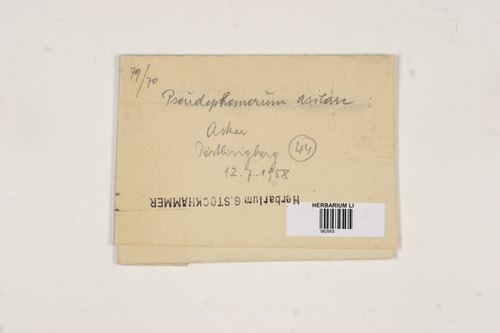 79/70
Pseudephemerum axillare
Acker
Pöstlingberg 44
12.7.1958
Herbarium G.STOCKHAMMER
HERBARIUM LI
982665